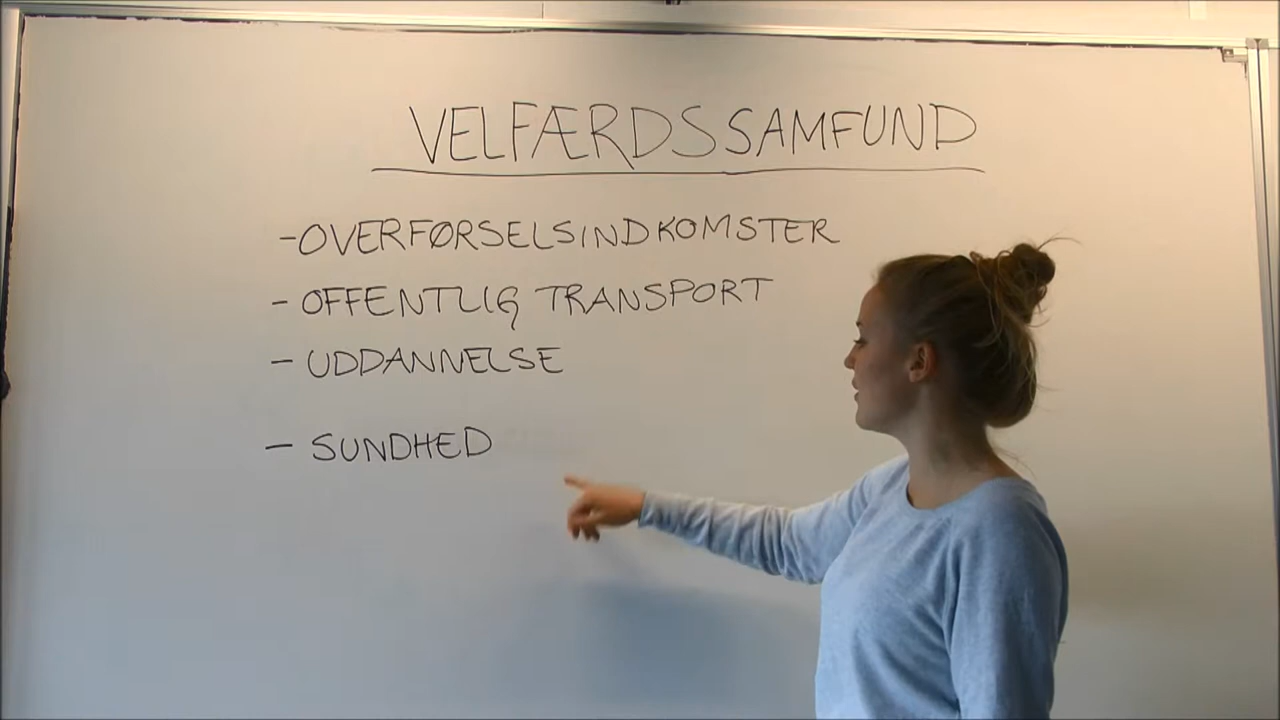 VELFÆRDSSAMFUND
- OVERFØRSELSINDKOMSTER
- OFFENTLIG TRANSPORT
- UDDANNELSE
- SUNDHED